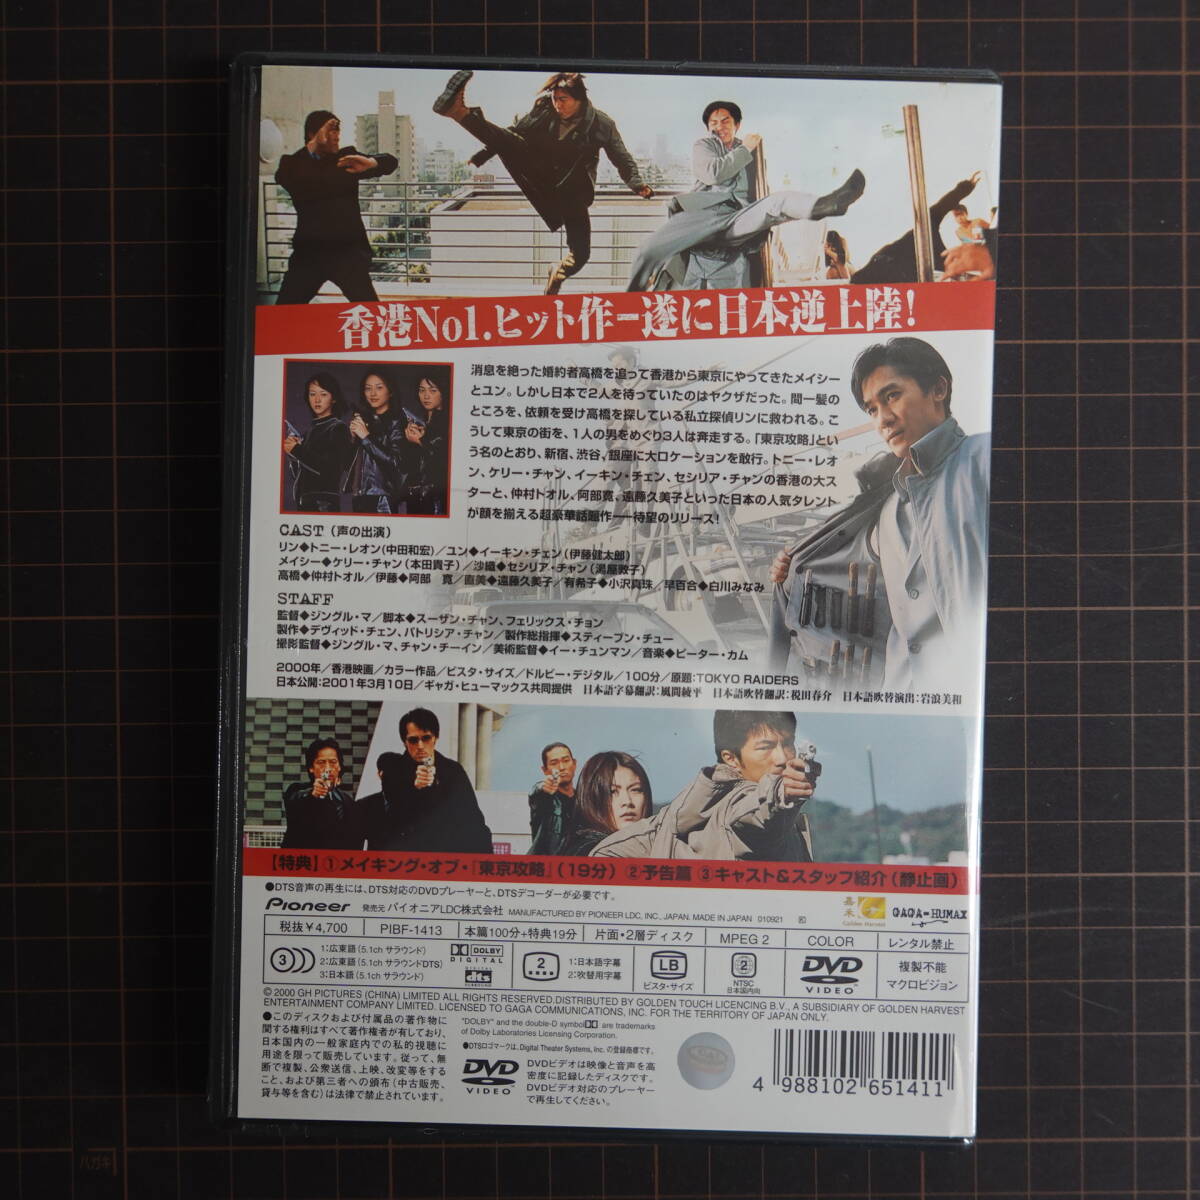 香港No1.ヒット作ー遂に日本逆上陸!
消息を絶った婚約者高橋を追って香港から東京にやってきたメイシー
とユン。しかし日本で2人を待っていたのはヤクザだった。間一髪の
ところを、依頼を受け高橋を探している私立探偵リンに救われる。こ
うして東京の街を、1人の男をめぐり3人は奔走する。「東京攻略」とい
う名のとおり、新宿、渋谷、銀座に大ロケーションを敢行。トニー・レオ
ン、ケリー・チャン、イーキン・チェン、セシリア・チャンの香港の大ス
ターと、仲村トオル、阿部寛、遠藤久美子といった日本の人気タレント
が顔を揃える超豪華話題作――待望のリリース!
CAST(声の出演)
リン◆トニー・レオン(中田和宏)/ユン◆イーキン・チェン(伊藤健太郎)
メイシー◆ケリー・チャン(本田貴子)/沙織◆セシリア・チャン(湯屋敦子)
高橋◆仲村トオル/伊藤◆阿部 寛/直美◆遠藤久美子/有希子◆小沢真珠/早百合◆白川みなみ
STAFF
監督◆ジングル・マ/脚本◆スーザン・チャン、フェリックス・チョン
製作◆デヴィッド・チェン、パトリシア・チャン/製作総指揮◆スティーブン・チュー
撮影監督◆ジングル・マ、チャン・チーイン/美術監督◆イー・チュンマン/音楽◆ピーター・カム
2000年/香港映画/カラー作品/ビスタ・サイズ/ドルビー・デジタル/100分/原題:TOKYO RAIDERS
日本公開:2001年3月10日/ギャガ・ヒューマックス共同提供 日本語字幕翻訳:風間綾平 日本語吹替翻訳:税田春介 日本語吹替演出:岩浪美和
【特典】①メイキング・オブ・『東京攻略』(19分) ②予告篇 ③キャスト&スタッフ紹介(静止画)
●DTS音声の再生には、DTS対応のDVDプレーヤーと、DTSデコーダーが必要です。
Pioneer 発売元 パイオニアLDC株式会社 MANUFACTURED BY PIONEER LDC, INC., JAPAN. MADE IN JAPAN 010921 Ⓚ
嘉禾 Golden Harvest
GAGA-HUMAX
税抜¥4,700 PIBF-1413 本篇100分+特典19分 片面・2層ディスク MPEG 2 COLOR レンタル禁止
3 1:広東語(5.1ch サラウンド)
2:広東語(5.1ch サラウンドDTS)
3:日本語(5.1ch サラウンド)
DOLBY DIGITAL
dts DIGITAL SURROUND
2 1:日本語字幕
2:吹替用字幕
LB ビスタ・サイズ
2 NTSC 日本国内向
DVD VIDEO
複製不能
マクロビジョン
© 2000 GH PICTURES (CHINA) LIMITED ALL RIGHTS RESERVED.DISTRIBUTED BY GOLDEN TOUCH LICENCING B.V., A SUBSIDIARY OF GOLDEN HARVEST
ENTERTAINMENT COMPANY LIMITED. LICENSED TO GAGA COMMUNICATIONS, INC. FOR THE TERRITORY OF JAPAN ONLY.
●このディスクおよび付属品の著作物に
関する権利はすべて著作権者が有しており、
日本国内の一般家庭内での私的視聴に
用途を限って販売しています。従って、無
断で複製、公衆送信、上映、改変等をする
こと、および第三者への頒布(中古販売、
貸与等を含む)は法律で禁止されています。
"DOLBY" and the double-D symbol are trademarks
of Dolby Laboratories Licensing Corporation.
●DTSロゴマークは、Digital Theater Systems, Inc. の登録商標です。
DVD VIDEO
DVDビデオは映像と音声を高
密度に記録したディスクです。
DVDビデオ対応のプレーヤー
で再生してください。
4 988102 651411
ハガキ